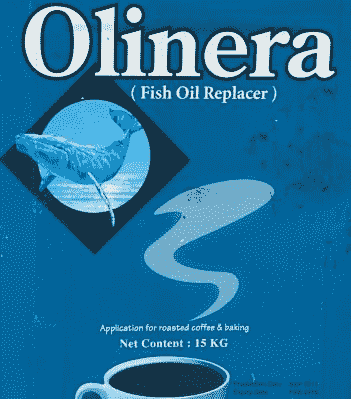 Olinera
( Fish Oil Replacer )
Application for roasted coffee & baking
Net Content : 15 KG